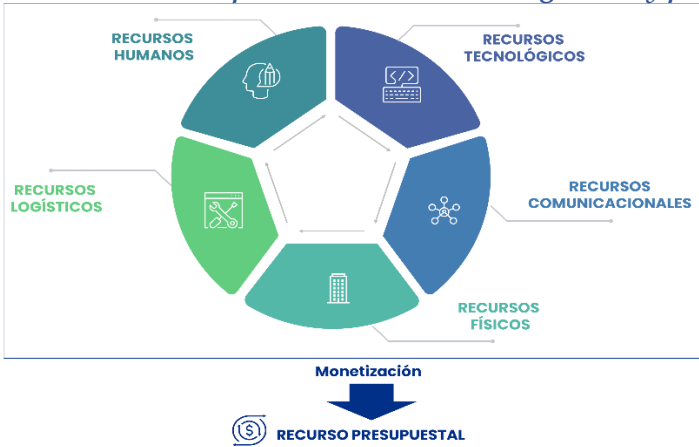 RECURSOS
HUMANOS
RECURSOS
TECNOLÓGICOS
RECURSOS
LOGÍSTICOS
RECURSOS
COMUNICACIONALES
RECURSOS
FÍSICOS
Monetización
RECURSO PRESUPUESTAL